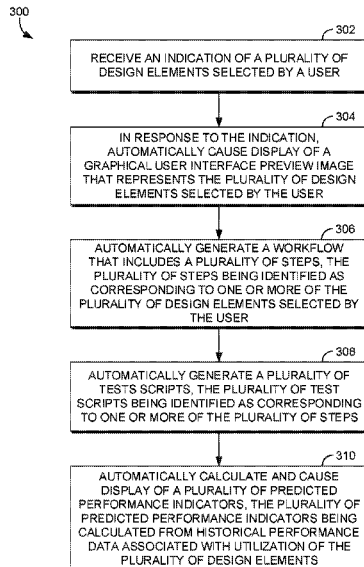 300
302
RECEIVE AN INDICATION OF A PLURALITY OF
DESIGN ELEMENTS SELECTED BY A USER
304
IN RESPONSE TO THE INDICATION,
AUTOMATICALLY CAUSE DISPLAY OF A
GRAPHICAL USER INTERFACE PREVIEW IMAGE
THAT REPRESENTS THE PLURALITY OF DESIGN
ELEMENTS SELECTED BY THE USER
306
AUTOMATICALLY GENERATE A WORKFLOW
THAT INCLUDES A PLURALITY OF STEPS, THE
PLURALITY OF STEPS BEING IDENTIFIED AS
CORRESPONDING TO ONE OR MORE OF THE
PLURALITY OF DESIGN ELEMENTS SELECTED BY
THE USER
308
AUTOMATICALLY GENERATE A PLURALITY OF
TESTS SCRIPTS, THE PLURALITY OF TEST
SCRIPTS BEING IDENTIFIED AS CORRESPONDING
TO ONE OR MORE OF THE PLURALITY OF STEPS
310
AUTOMATICALLY CALCULATE AND CAUSE
DISPLAY OF A PLURALITY OF PREDICTED
PERFORMANCE INDICATORS, THE PLURALITY OF
PREDICTED PERFORMANCE INDICATORS BEING
CALCULATED FROM HISTORICAL PERFORMANCE
DATA ASSOCIATED WITH UTILIZATION OF THE
PLURALITY OF DESIGN ELEMENTS